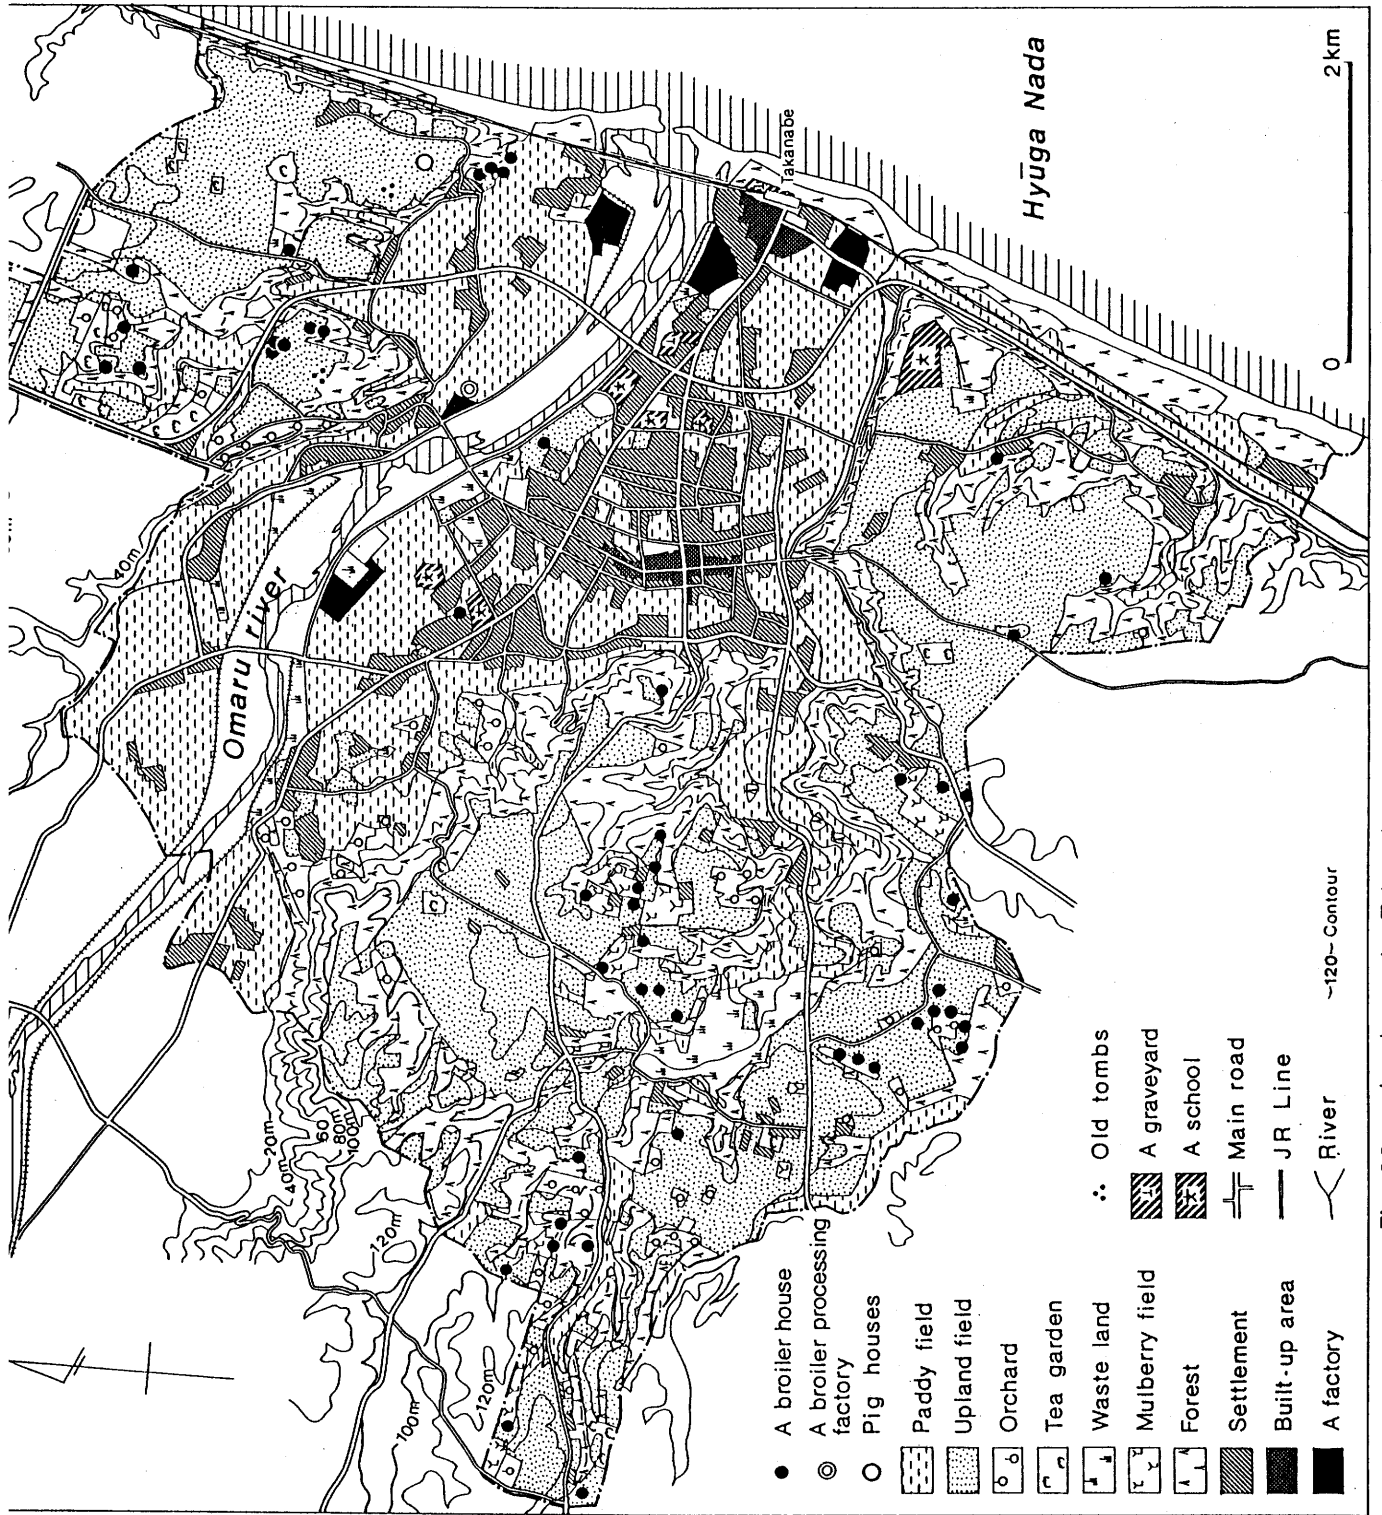 Hyūga Nada
Takanabe
Omaru river
40m
20m
40m
60
80m
100m
120m
100m
120m
0
2 km
A broiler house
A broiler processing
factory
Pig houses
Paddy field
Upland field
Orchard
Tea garden
Waste land
Mulberry field
Forest
Settlement
Built-up area
A factory
Old tombs
A graveyard
A school
Main road
JR Line
River
~120~ Contour